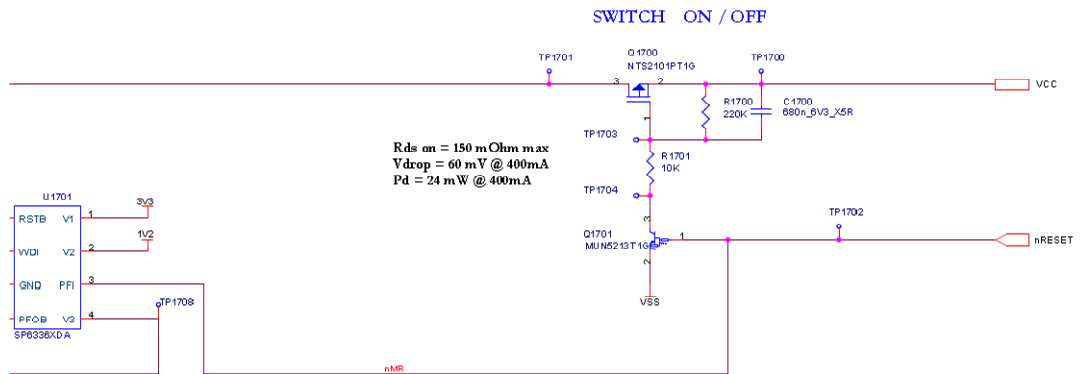 SWITCH ON / OFF
TP1701
Q1700
NTS2101PT1G
TP1700
3
2
1
R1700
220K
C1700
680n_6V3_X5R
VCC
TP1703
Rds on = 150 mOhm max
Vdrop = 60 mV @ 400mA
Pd = 24 mW @ 400mA
R1701
10K
TP1704
U1701
3V3
RSTB V1 1
1V2
WDI V2 2
GND PFI 3
PFOB V3 4
SP6336XDA
TP1708
3
Q1701
MUN5213T1G
1
2
VSS
TP1702
nRESET
nMR